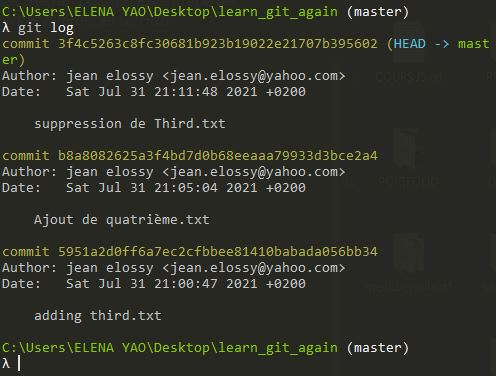 C:\Users\ELENA YAO\Desktop\learn_git_again (master)
λ git log
commit 3f4c5263c8fc30681b923b19022e21707b395602 (HEAD -> mast
er)
Author: jean elossy <jean.elossy@yahoo.com>
Date:   Sat Jul 31 21:11:48 2021 +0200
suppression de Third.txt
commit b8a8082625a3f4bd7d0b68eeaaa79933d3bce2a4
Author: jean elossy <jean.elossy@yahoo.com>
Date:   Sat Jul 31 21:05:04 2021 +0200
Ajout de quatrième.txt
commit 5951a2d0ff6a7ec2cfbbee81410babada056bb34
Author: jean elossy <jean.elossy@yahoo.com>
Date:   Sat Jul 31 21:00:47 2021 +0200
adding third.txt
C:\Users\ELENA YAO\Desktop\learn_git_again (master)
λ